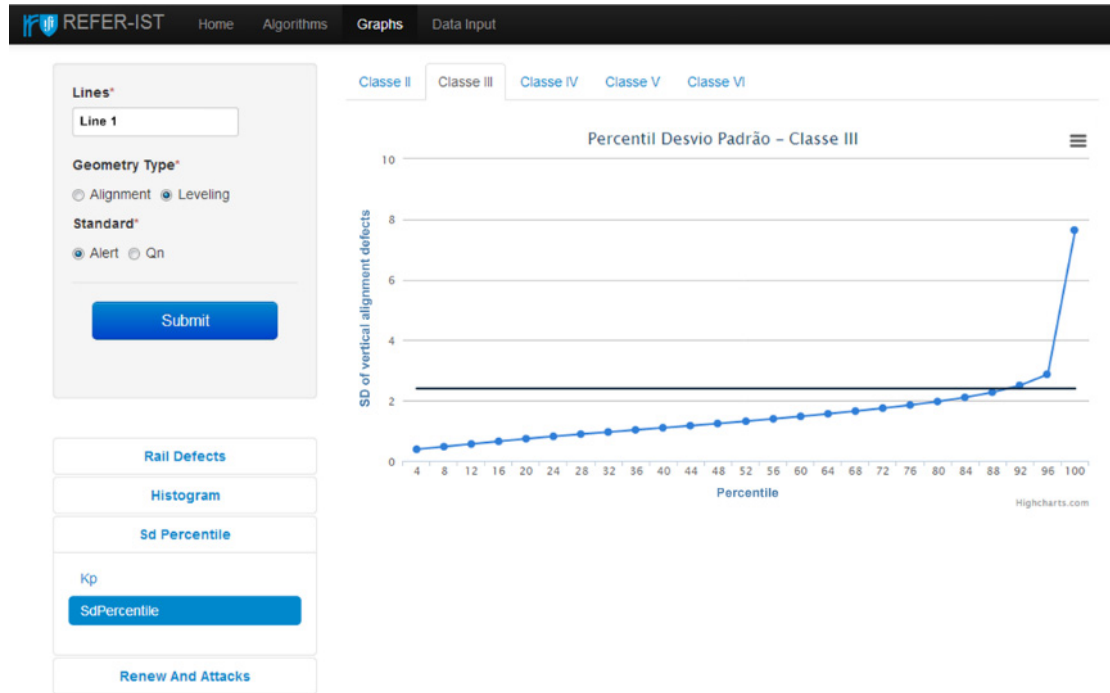 REFER-IST Home Algorithms Graphs Data Input
Lines*
Line 1
Geometry Type*
Alignment Leveling
Standard*
Alert Qn
Submit
Rail Defects
Histogram
Sd Percentile
Kp
SdPercentile
Renew And Attacks
Classe II Classe III Classe IV Classe V Classe VI
Percentil Desvio Padrão – Classe III
SD of vertical alignment defects
10
8
6
4
2
0
4 8 12 16 20 24 28 32 36 40 44 48 52 56 60 64 68 72 76 80 84 88 92 96 100
Percentile
Highcharts.com